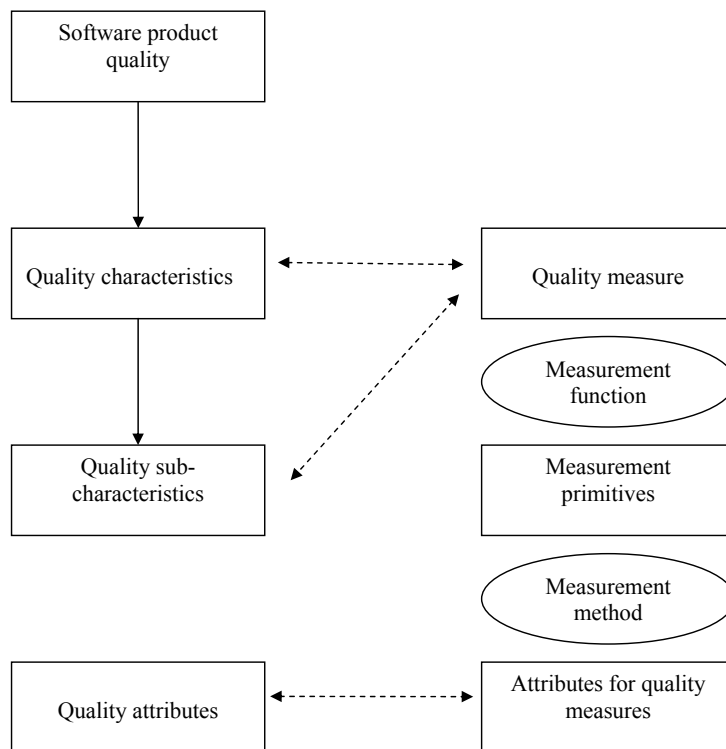 Software product
quality
Quality characteristics
Quality measure
Measurement
function
Quality sub-
characteristics
Measurement
primitives
Measurement
method
Quality attributes
Attributes for quality
measures